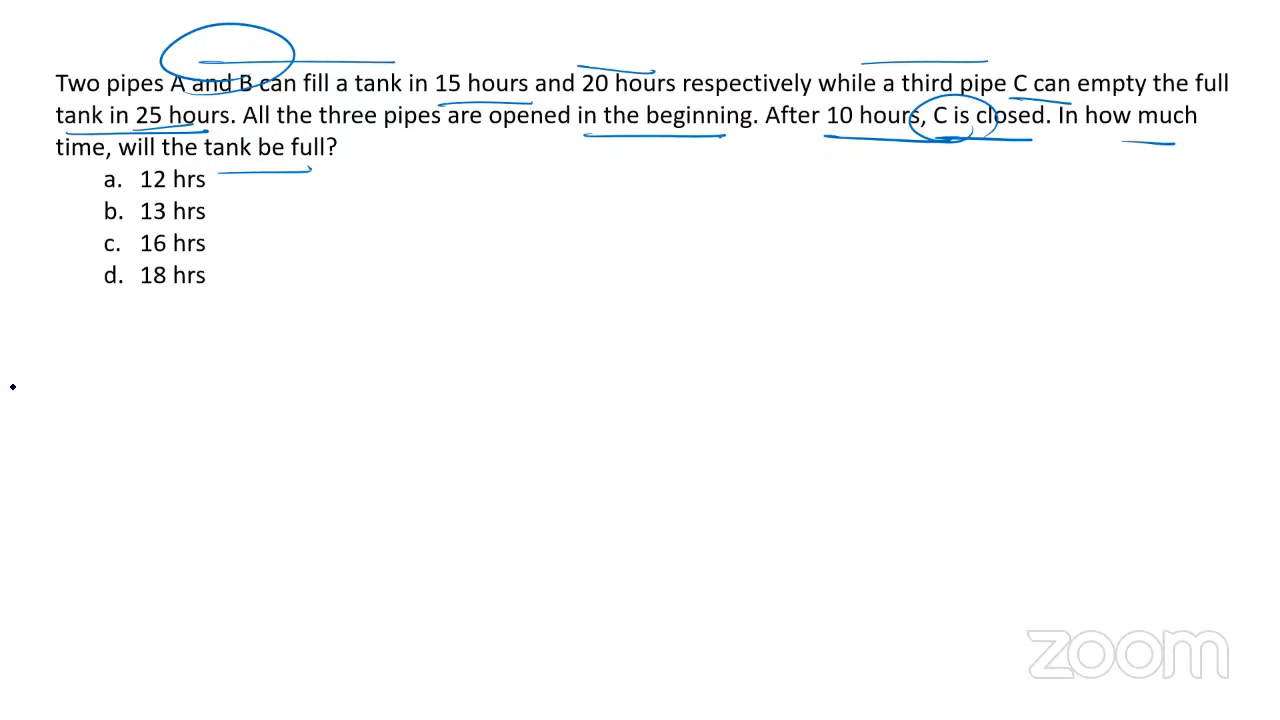 Two pipes A and B can fill a tank in 15 hours and 20 hours respectively while a third pipe C can empty the full
tank in 25 hours. All the three pipes are opened in the beginning. After 10 hours, C is closed. In how much
time, will the tank be full?
a. 12 hrs
b. 13 hrs
c. 16 hrs
d. 18 hrs
zoom